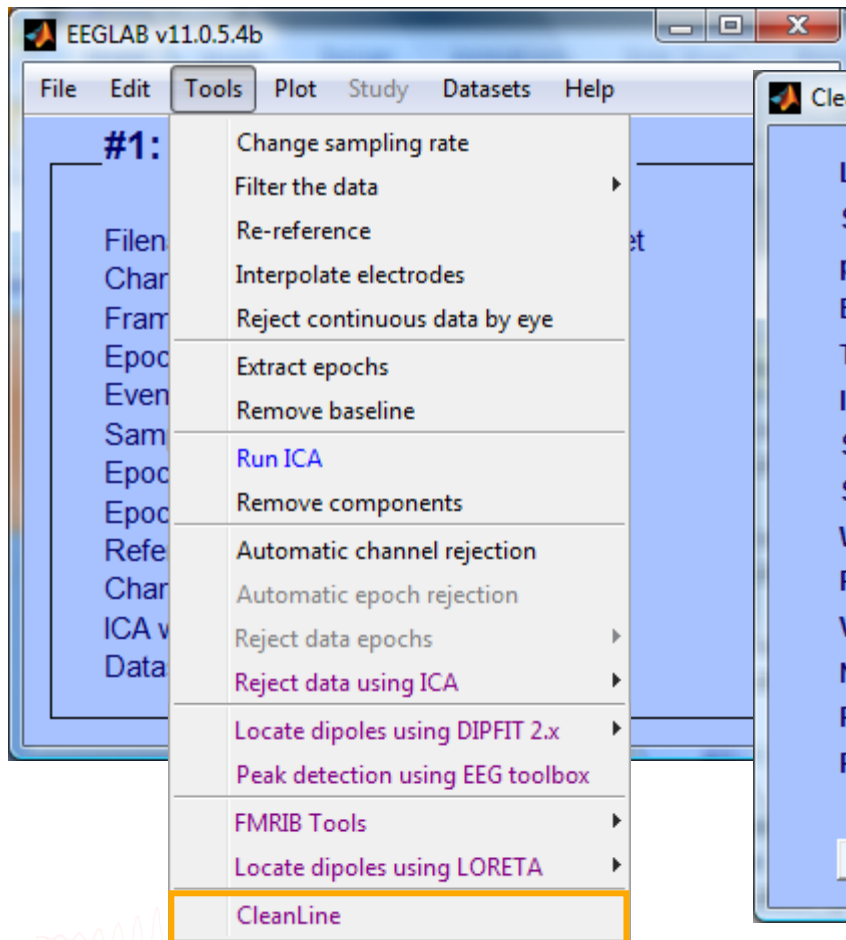 EEGLAB v11.0.5.4b
File Edit Tools Plot Study Datasets Help
#1:
Change sampling rate
Filter the data
Re-reference
Interpolate electrodes
Reject continuous data by eye
Extract epochs
Remove baseline
Run ICA
Remove components
Automatic channel rejection
Automatic epoch rejection
Reject data epochs
Reject data using ICA
Locate dipoles using DIPFIT 2.x
Peak detection using EEG toolbox
FMRIB Tools
Locate dipoles using LORETA
CleanLine